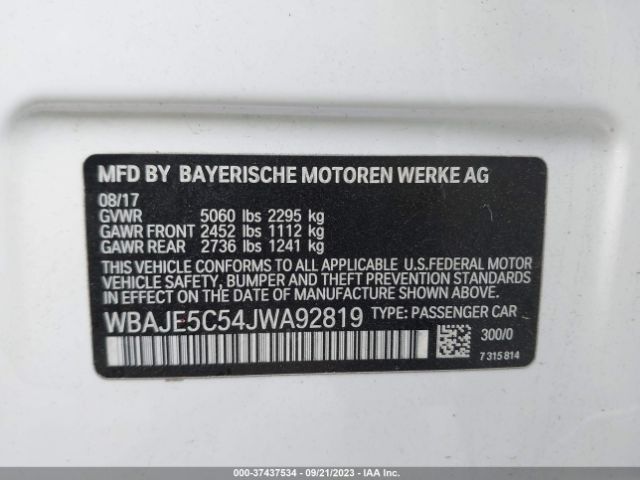 MFD BY BAYERISCHE MOTOREN WERKE AG
08/17
GVWR 5060 lbs 2295 kg
GAWR FRONT 2452 lbs 1112 kg
GAWR REAR 2736 lbs 1241 kg
THIS VEHICLE CONFORMS TO ALL APPLICABLE U.S.FEDERAL MOTOR
VEHICLE SAFETY, BUMPER, AND THEFT PREVENTION STANDARDS
IN EFFECT ON THE DATE OF MANUFACTURE SHOWN ABOVE.
WBAJE5C54JWA92819 TYPE: PASSENGER CAR
300/0
7 315 814
000-37437534 - 09/21/2023 - IAA, Inc.